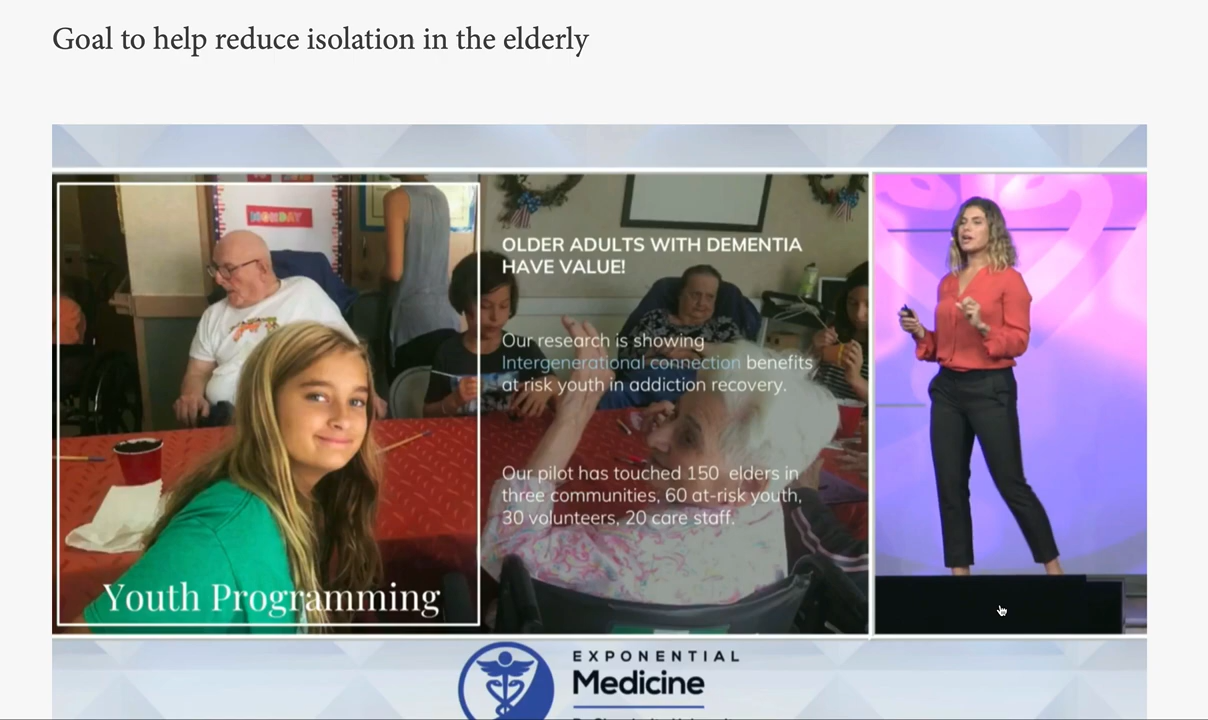 Goal to help reduce isolation in the elderly
MONDAY
OLDER ADULTS WITH DEMENTIA
HAVE VALUE!
Our research is showing
Intergenerational connection benefits
at risk youth in addiction recovery.
Our pilot has touched 150 elders in
three communities, 60 at-risk youth,
30 volunteers, 20 care staff.
Youth Programming
EXPONENTIAL
Medicine